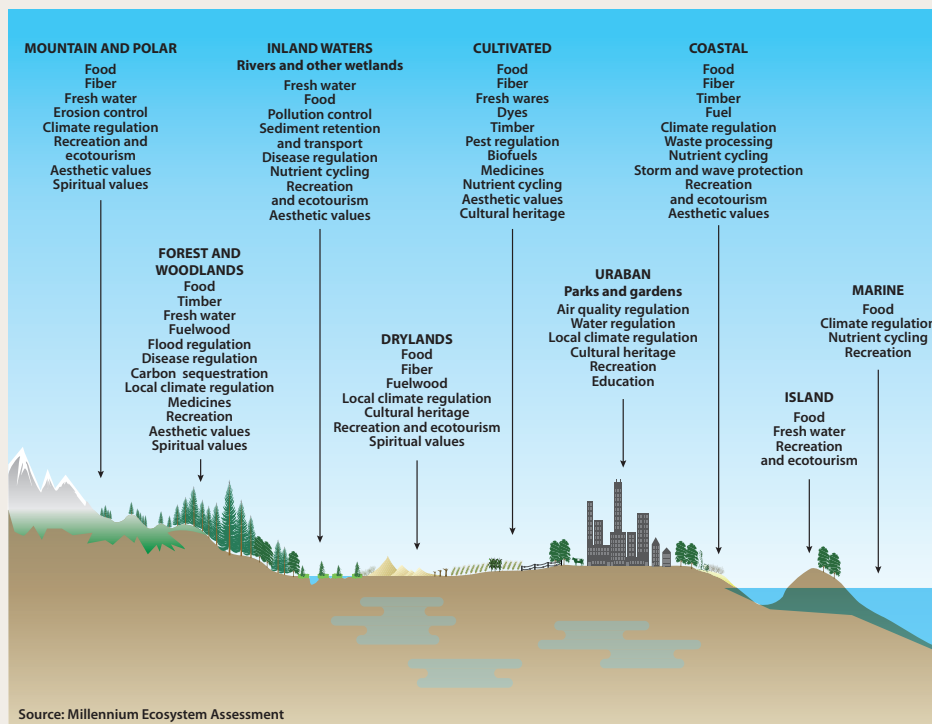 MOUNTAIN AND POLAR
Food
Fiber
Fresh water
Erosion control
Climate regulation
Recreation and
ecotourism
Aesthetic values
Spiritual values
FOREST AND
WOODLANDS
Food
Timber
Fresh water
Fuelwood
Flood regulation
Disease regulation
Carbon sequestration
Local climate regulation
Medicines
Recreation
Aesthetic values
Spiritual values
INLAND WATERS
Rivers and other wetlands
Fresh water
Food
Pollution control
Sediment retention
and transport
Disease regulation
Nutrient cycling
Recreation
and ecotourism
Aesthetic values
DRYLANDS
Food
Fiber
Fuelwood
Local climate regulation
Cultural heritage
Recreation and ecotourism
Spiritual values
CULTIVATED
Food
Fiber
Fresh wares
Dyes
Timber
Pest regulation
Biofuels
Medicines
Nutrient cycling
Aesthetic values
Cultural heritage
URABAN
Parks and gardens
Air quality regulation
Water regulation
Local climate regulation
Cultural heritage
Recreation
Education
COASTAL
Food
Fiber
Timber
Fuel
Climate regulation
Waste processing
Nutrient cycling
Storm and wave protection
Recreation
and ecotourism
Aesthetic values
ISLAND
Food
Fresh water
Recreation
and ecotourism
MARINE
Food
Climate regulation
Nutrient cycling
Recreation
Source: Millennium Ecosystem Assessment